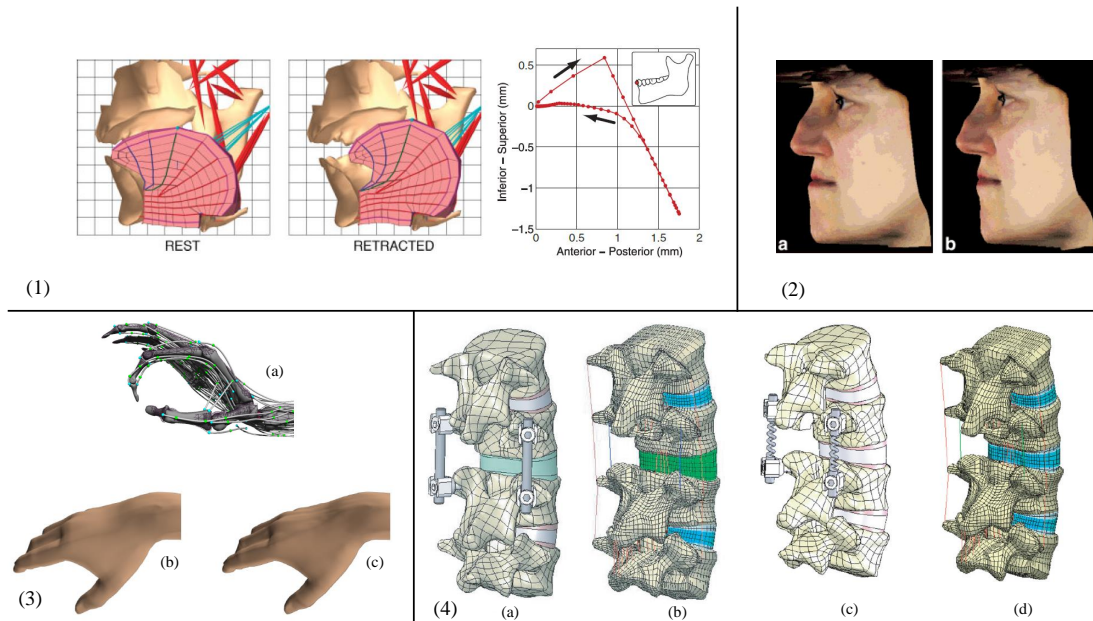 REST
RETRACTED
Inferior – Superior (mm)
0.5
0
−0.5
−1
−1.5
0
0.5
1
1.5
2
Anterior – Posterior (mm)
(1)
a
b
(2)
(a)
(b)
(c)
(3)
(4)
(a)
(b)
(c)
(d)